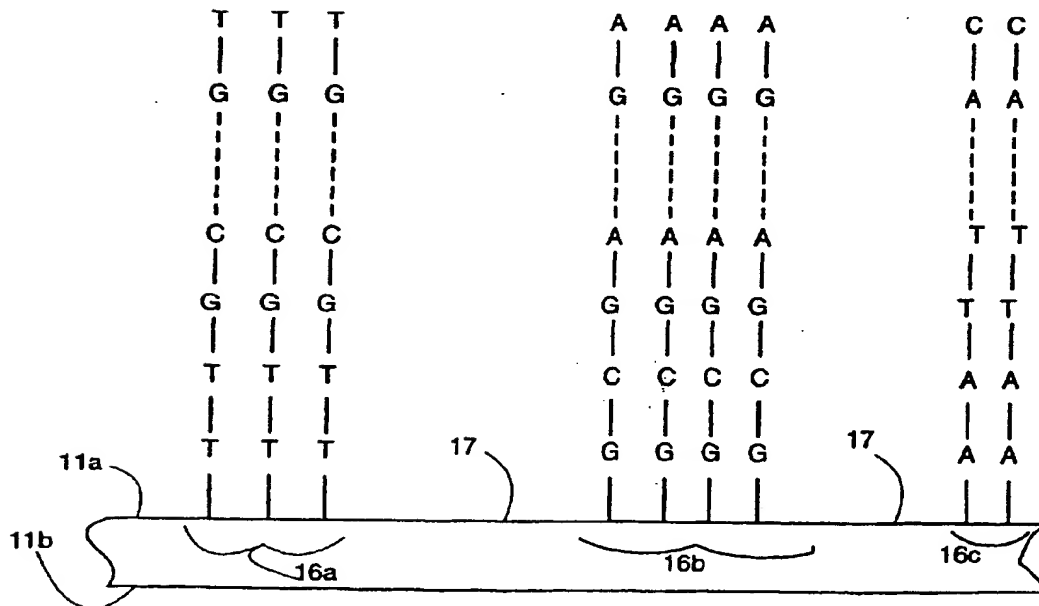 T T T A A A A C C
G G G G G G G A A
C C C A A A A T T
G G G G G G G T T
T T T C C C C A A
T T T G G G G A A
11a 17 17
11b 16a 16b 16c